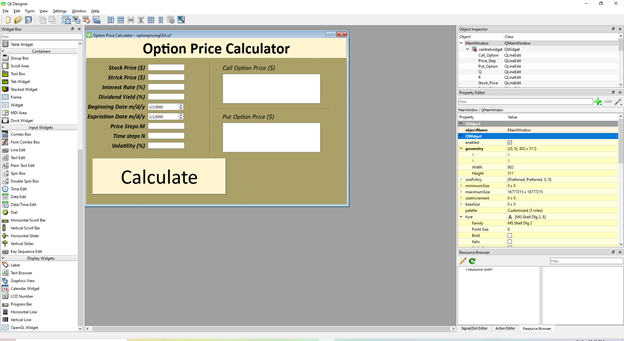 Qt Designer
File Form View Settings Window Help
Widget Box
Filter
Table Widget
Containers
Group Box
Scroll Area
Tool Box
Tab Widget
Stacked Widget
Frame
Widget
MDI Area
Dock Widget
Input Widgets
Combo Box
Font Combo Box
Line Edit
Text Edit
Plain Text Edit
Spin Box
Double Spin Box
Time Edit
Date Edit
Date/Time Edit
Dial
Horizontal Scroll Bar
Vertical Scroll Bar
Horizontal Slider
Vertical Slider
Key Sequence Edit
Display Widgets
Label
Text Browser
Graphics View
Calendar Widget
LCD Number
Progress Bar
Horizontal Line
Vertical Line
OpenGL Widget
Option Price Calculator - optionpricingGUI.ui*
Option Price Calculator
Stock Price ($)
Strick Price ($)
Interest Rate (%)
Dividend Yield (%)
Beginning Date m/d/y 1/1/2000
Expriation Date m/d/y 1/1/2000
Price Steps M
Time steps N
Volatility (%)
Call Option Price ($)
Put Option Price ($)
Calculate
Object Inspector
Filter
Object Class
MainWindow QMainWindow
centralwidget QWidget
Call_Option QLineEdit
Price_Step QLineEdit
Put_Option QLineEdit
Q QLineEdit
R QLineEdit
Stock_Price QLineEdit
Property Editor
Filter
MainWindow : QMainWindow
Property Value
QObject
objectName MainWindow
QWidget
enabled
geometry [(0, 0), 802 x 511]
X 0
Y 0
Width 802
Height 511
sizePolicy [Preferred, Preferred, 0, 0]
minimumSize 0 x 0
maximumSize 16777215 x 16777215
sizeIncrement 0 x 0
baseSize 0 x 0
palette Customized (3 roles)
font A [MS Shell Dlg 2, 8]
Family MS Shell Dlg 2
Point Size 8
Bold
Italic
Resource Browser
Filter
<resource root>
Signal/Slot Editor Action Editor Resource Browser